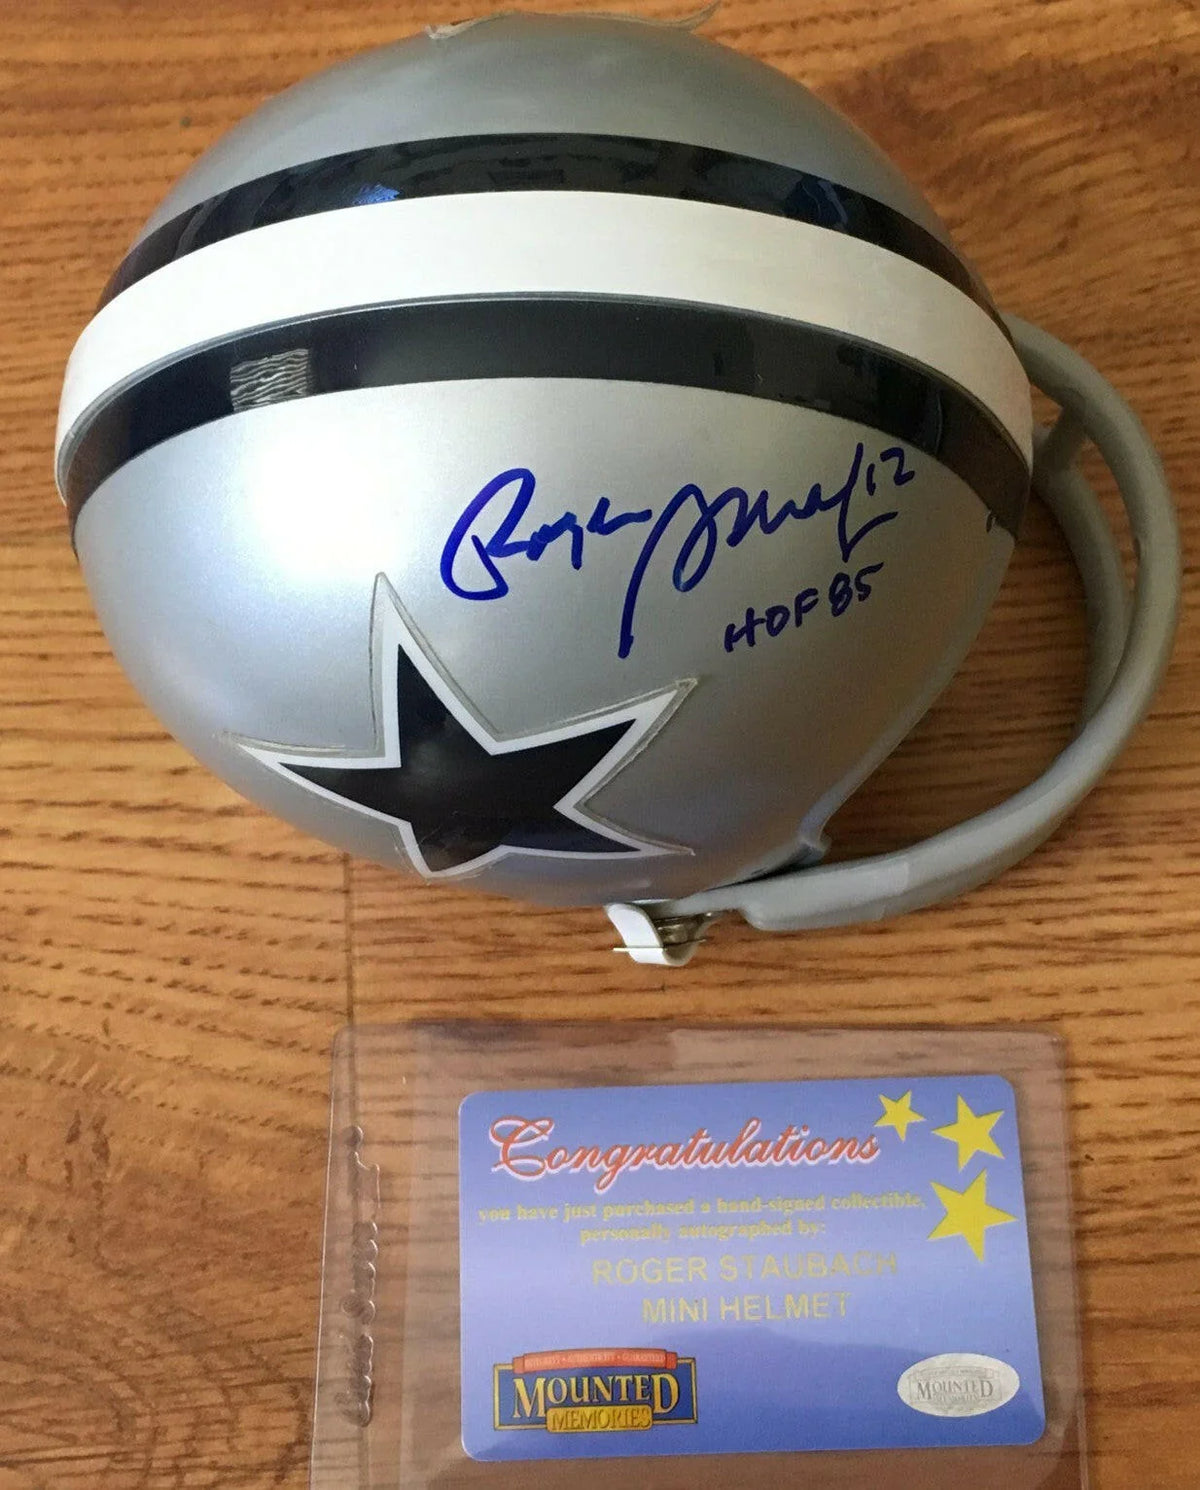 Roger Staubach 12
HOF 85
Congratulations
you have just purchased a hand-signed collectible,
personally autographed by:
ROGER STAUBACH
MINI HELMET
MOUNTED
MEMORIES
MOUNTED